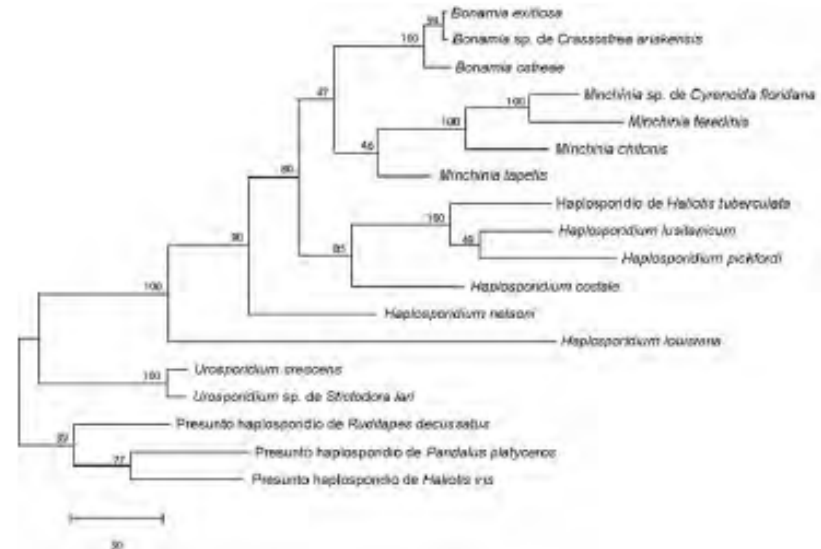 99
Bonamia exitiosa
Bonamia sp. de Crassostrea ariakensis
100
Bonamia ostreae
47
Minchinia sp. de Cyrenoida floridana
100
Minchinia teredinis
100
Minchinia chitonis
46
Minchinia tapetis
80
Haplosporidio de Haliotis tuberculata
100
Haplosporidium lusitanicum
49
Haplosporidium pickfordi
Haplosporidium costale
90
Haplosporidium nelsoni
100
Haplosporidium louisiana
Urosporidium crescens
100
Urosporidium sp. de Stictodora lari
Presunto haplosporidio de Ruditapes decussatus
Presunto haplosporidio de Pandalus platyceros
77
Presunto haplosporidio de Haliotis iris
50